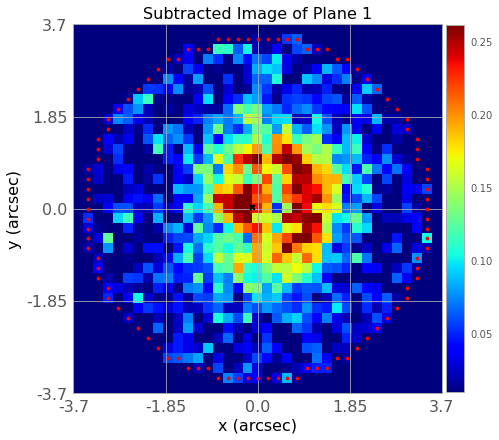 Subtracted Image of Plane 1
3.7
1.85
0.0
-1.85
-3.7
y (arcsec)
-3.7 -1.85 0.0 1.85 3.7
x (arcsec)
0.25
0.20
0.15
0.10
0.05